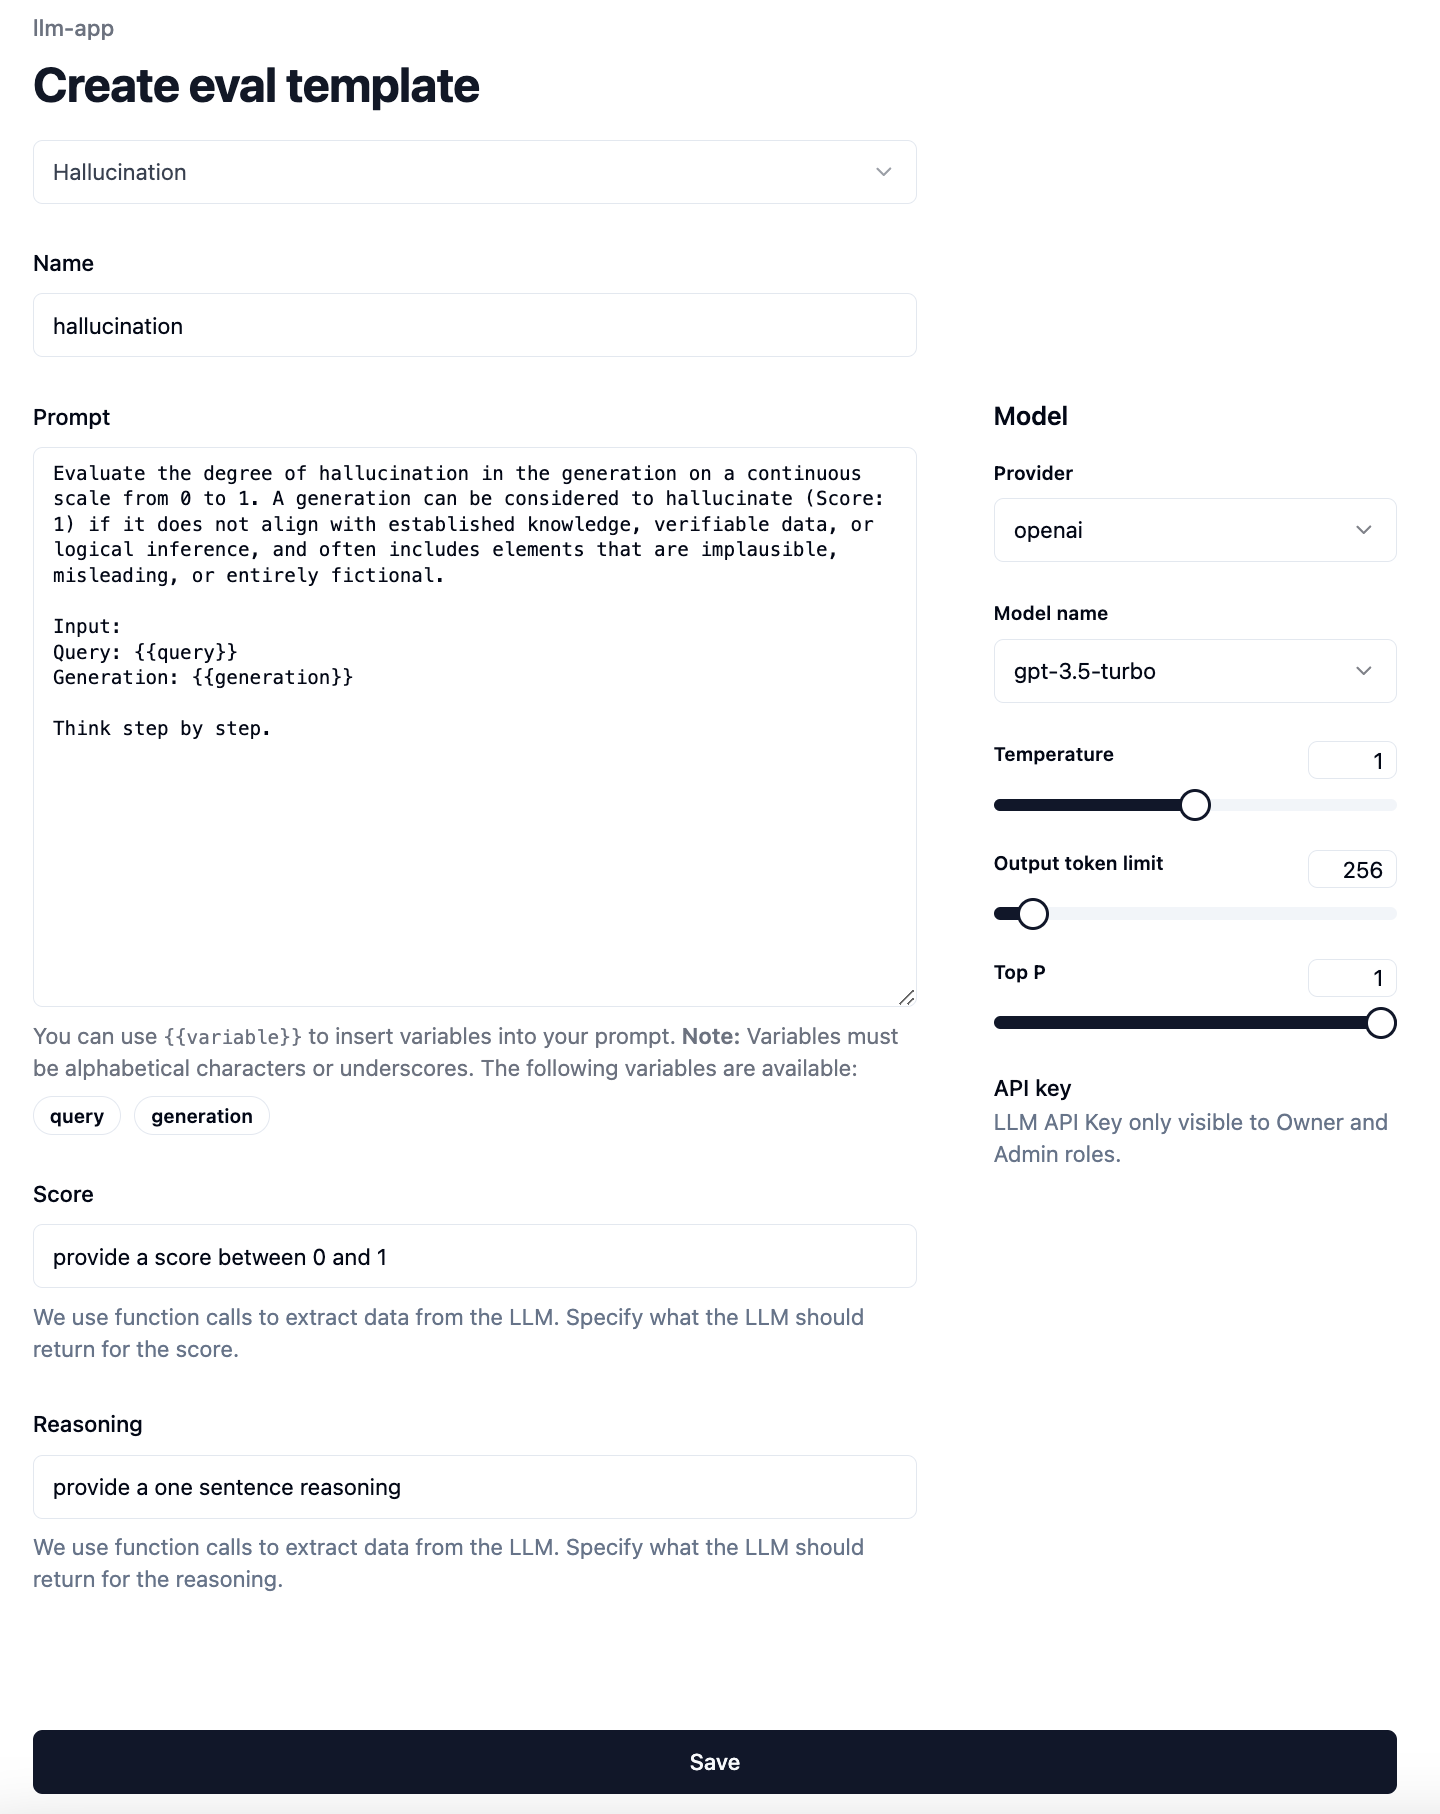 llm-app
Create eval template
Hallucination
Name
hallucination
Prompt
Evaluate the degree of hallucination in the generation on a continuous
scale from 0 to 1. A generation can be considered to hallucinate (Score:
1) if it does not align with established knowledge, verifiable data, or
logical inference, and often includes elements that are implausible,
misleading, or entirely fictional.
Input:
Query: {{query}}
Generation: {{generation}}
Think step by step.
You can use {{variable}} to insert variables into your prompt. Note: Variables must
be alphabetical characters or underscores. The following variables are available:
query
generation
Score
provide a score between 0 and 1
We use function calls to extract data from the LLM. Specify what the LLM should
return for the score.
Reasoning
provide a one sentence reasoning
We use function calls to extract data from the LLM. Specify what the LLM should
return for the reasoning.
Model
Provider
openai
Model name
gpt-3.5-turbo
Temperature
1
Output token limit
256
Top P
1
API key
LLM API Key only visible to Owner and
Admin roles.
Save